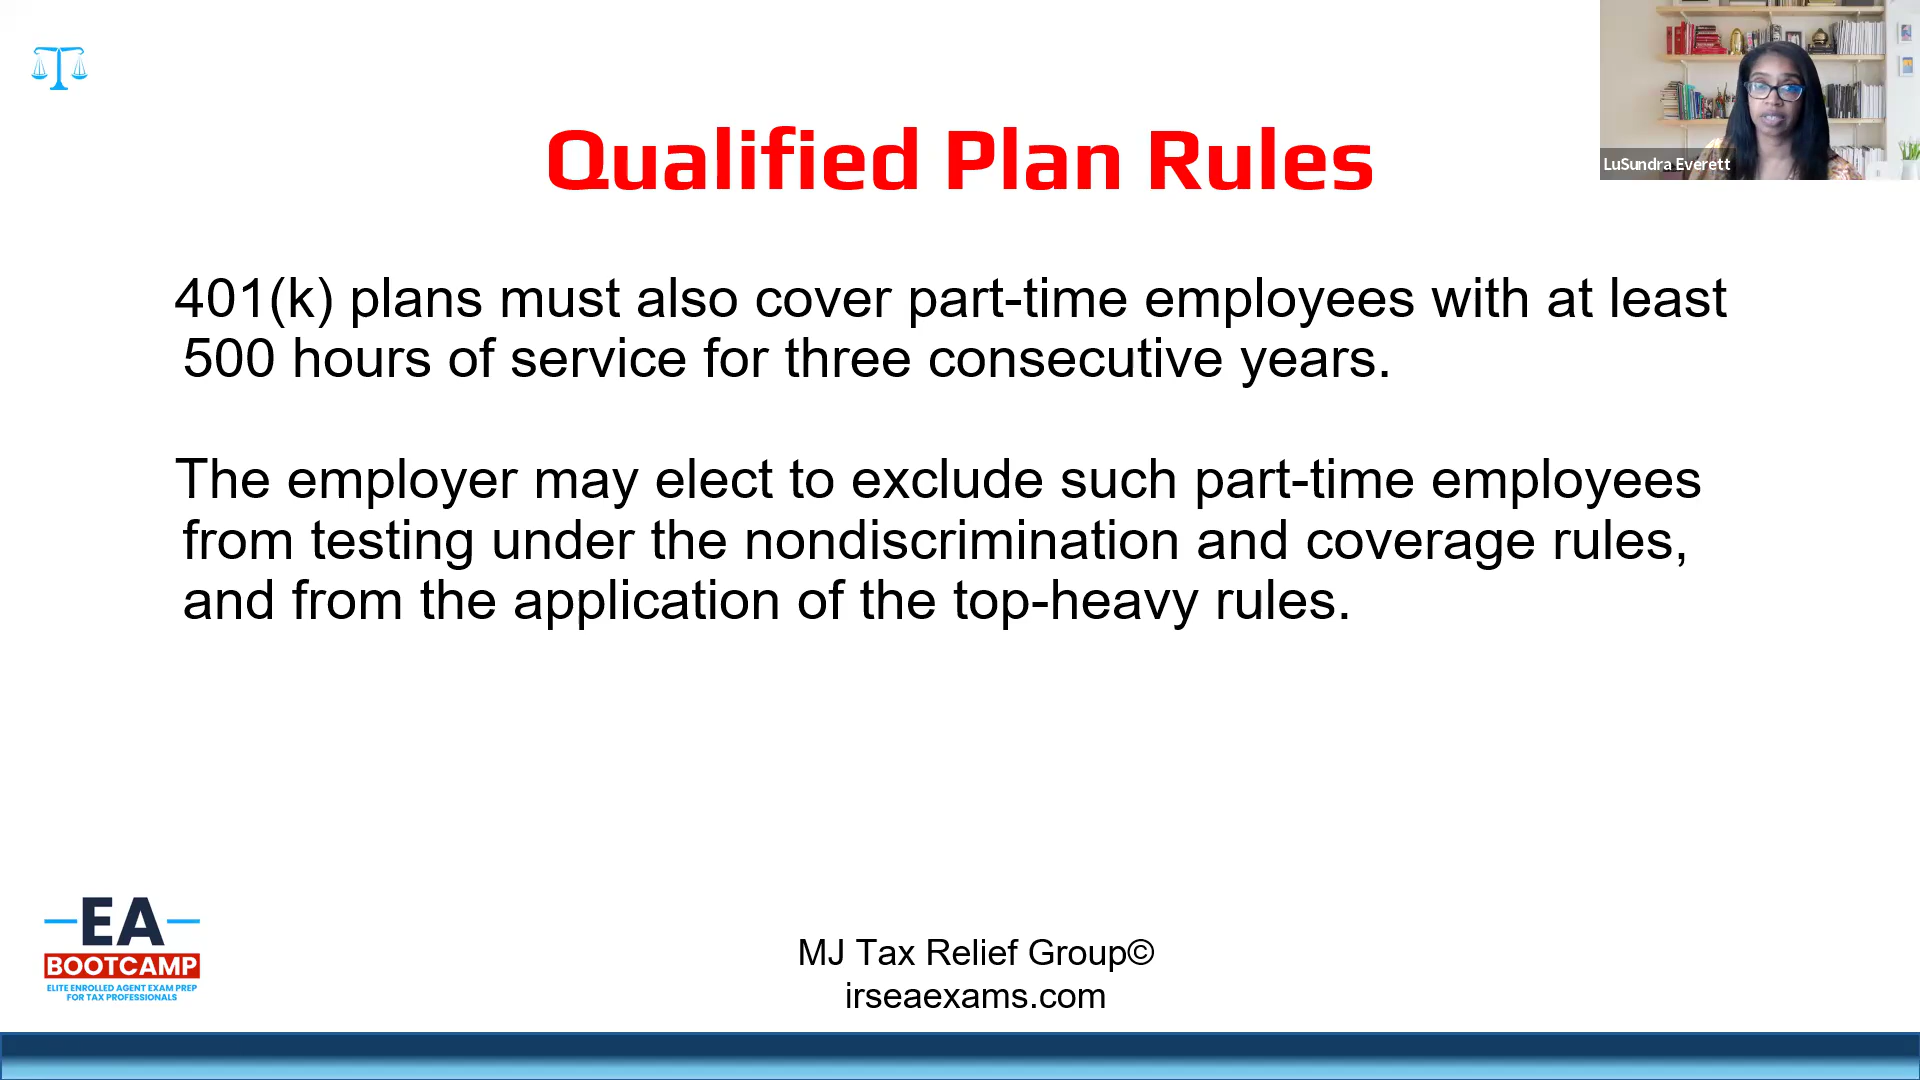 LuSundra Everett
Qualified Plan Rules
401(k) plans must also cover part-time employees with at least
500 hours of service for three consecutive years.
The employer may elect to exclude such part-time employees
from testing under the nondiscrimination and coverage rules,
and from the application of the top-heavy rules.
EA
BOOTCAMP
ELITE ENROLLED AGENT EXAM PREP
FOR TAX PROFESSIONALS
MJ Tax Relief Group©
irseaexams.com